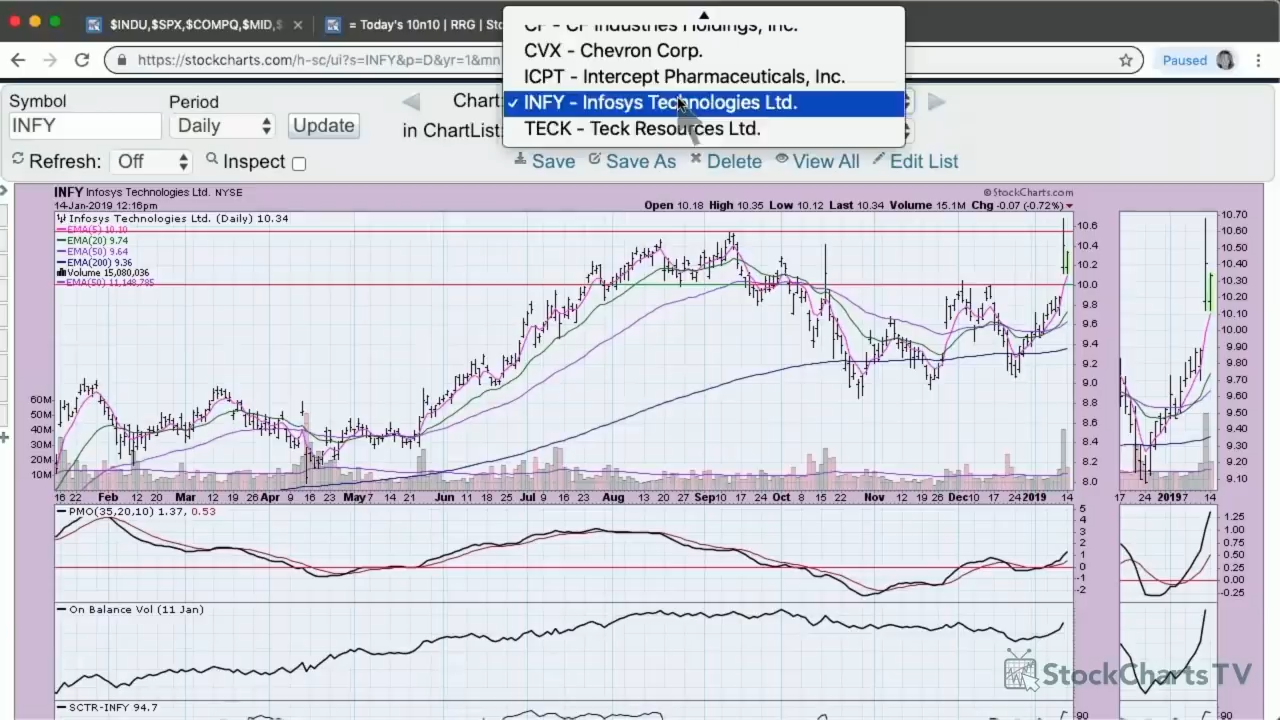 $INDU,$SPX,$COMPQ,$MID,$
= Today's 10n10 | RRG | Sto
https://stockcharts.com/h-sc/ui?s=INFY&p=D&yr=1&mn
Paused
CF - CF Industries Holdings, Inc.
CVX - Chevron Corp.
ICPT - Intercept Pharmaceuticals, Inc.
✓ INFY - Infosys Technologies Ltd.
TECK - Teck Resources Ltd.
Symbol
Period
Chart:
INFY
Daily
Update
in ChartList:
Refresh: Off
Inspect
Save
Save As
Delete
View All
Edit List
INFY Infosys Technologies Ltd. NYSE
© StockCharts.com
14-Jan-2019 12:16pm
Open 10.18 High 10.35 Low 10.12 Last 10.34 Volume 15.1M Chg -0.07 (-0.72%)
Infosys Technologies Ltd. (Daily) 10.34
EMA(5) 10.10
EMA(20) 9.74
EMA(50) 9.64
EMA(200) 9.36
Volume 15,080,036
EMA(50) 11,148,785
10.6
10.4
10.2
10.0
9.8
9.6
9.4
9.2
9.0
8.8
8.6
8.4
8.2
8.0
60M
50M
40M
30M
20M
10M
10.70
10.60
10.50
10.40
10.30
10.20
10.10
10.00
9.90
9.80
9.70
9.60
9.50
9.40
9.30
9.20
9.10
16 22 Feb 12 20 Mar 12 19 26 Apr 9 16 23 May 7 14 21 Jun 11 18 25 Jul 9 16 23 Aug 13 20 27 Sep 10 17 24 Oct 8 15 22 Nov 12 19 26 Dec 10 17 24 2019 14
17 24 2019 7 14
PMO(35,20,10) 1.37, 0.53
5
4
3
2
1
0
-1
-2
1.25
1.00
0.75
0.50
0.25
0.00
-0.25
On Balance Vol (11 Jan)
StockChartsTV
SCTR-INFY 94.7
90
90